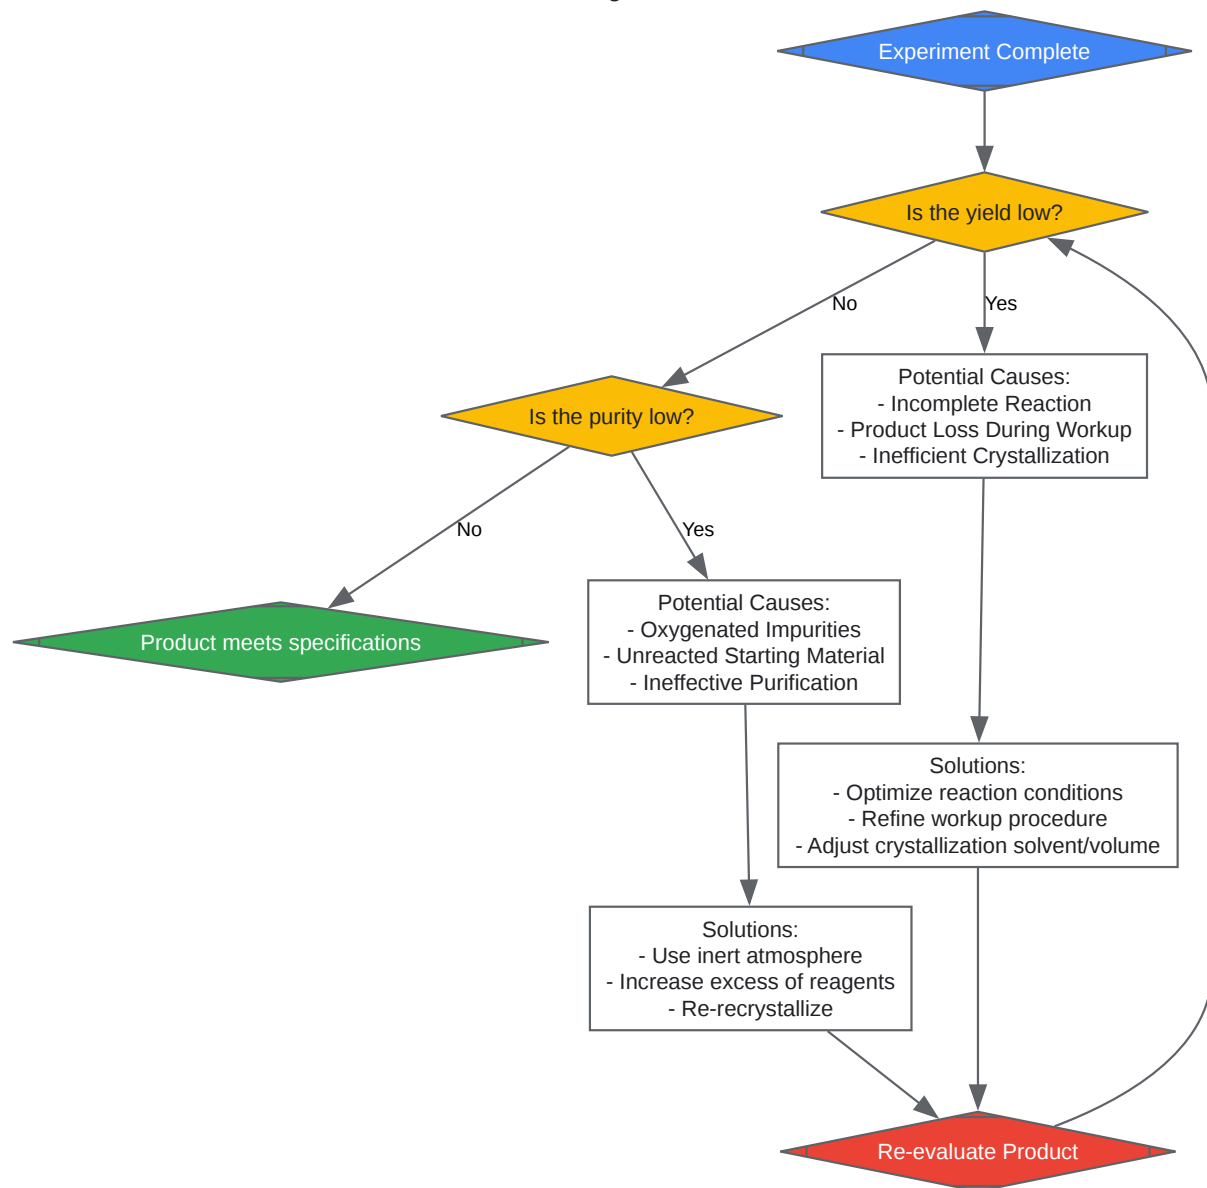 Experiment Complete
Is the yield low?
No
Yes
Potential Causes:
- Incomplete Reaction
- Product Loss During Workup
- Inefficient Crystallization
Is the purity low?
No
Yes
Potential Causes:
- Oxygenated Impurities
- Unreacted Starting Material
- Ineffective Purification
Product meets specifications
Solutions:
- Optimize reaction conditions
- Refine workup procedure
- Adjust crystallization solvent/volume
Solutions:
- Use inert atmosphere
- Increase excess of reagents
- Re-recrystallize
Re-evaluate Product